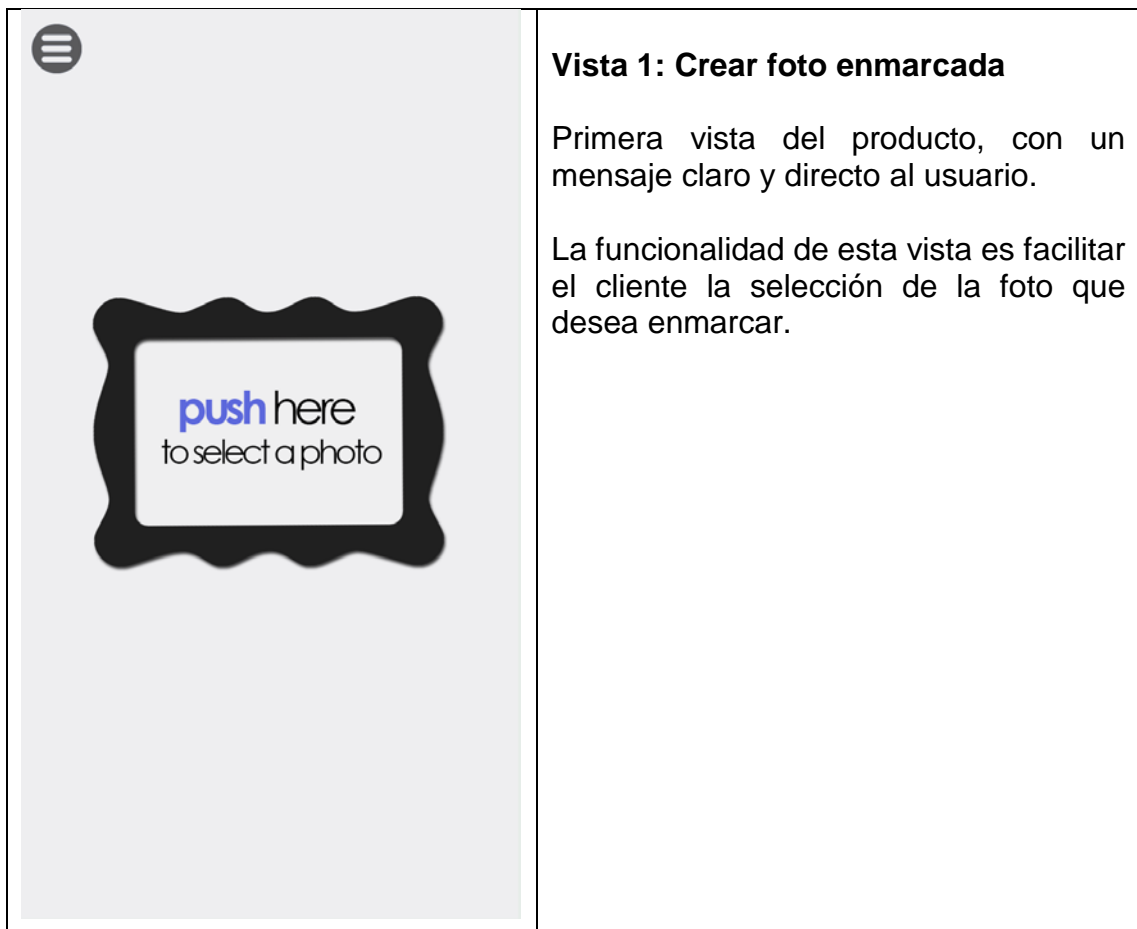 push here
to select a photo
Vista 1: Crear foto enmarcada
Primera vista del producto, con un
mensaje claro y directo al usuario.
La funcionalidad de esta vista es facilitar
el cliente la selección de la foto que
desea enmarcar.